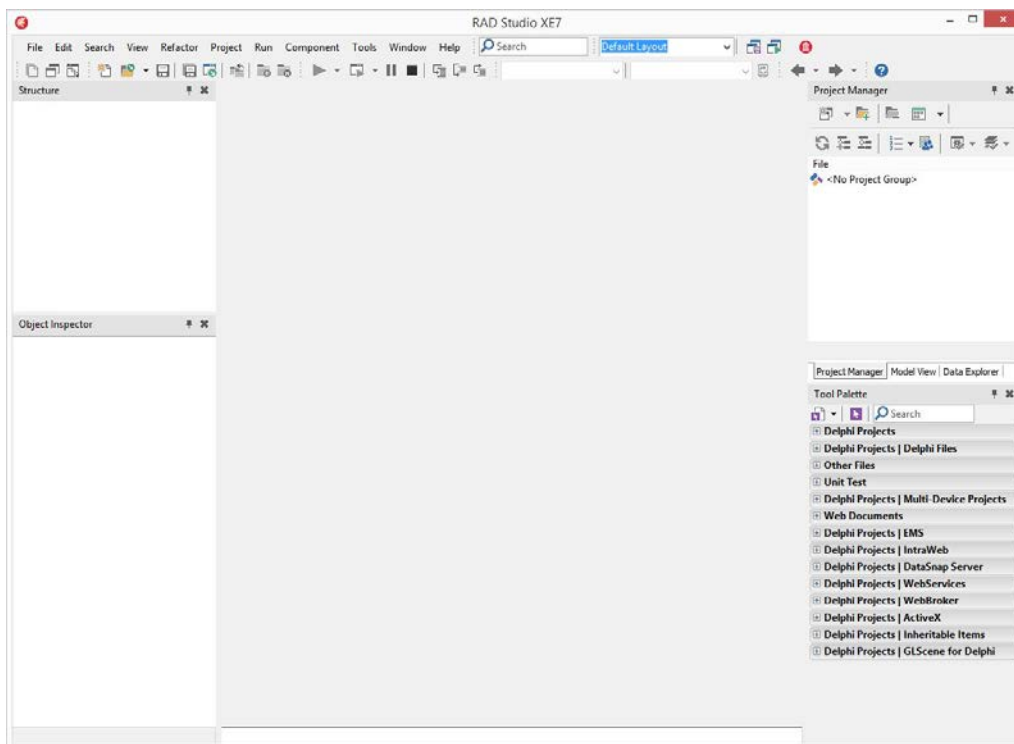 RAD Studio XE7
File Edit Search View Refactor Project Run Component Tools Window Help Search Default Layout
Structure
Object Inspector
Project Manager
File
<No Project Group>
Project Manager Model View Data Explorer
Tool Palette
Search
Delphi Projects
Delphi Projects | Delphi Files
Other Files
Unit Test
Delphi Projects | Multi-Device Projects
Web Documents
Delphi Projects | EMS
Delphi Projects | IntraWeb
Delphi Projects | DataSnap Server
Delphi Projects | WebServices
Delphi Projects | WebBroker
Delphi Projects | ActiveX
Delphi Projects | Inheritable Items
Delphi Projects | GLScene for Delphi